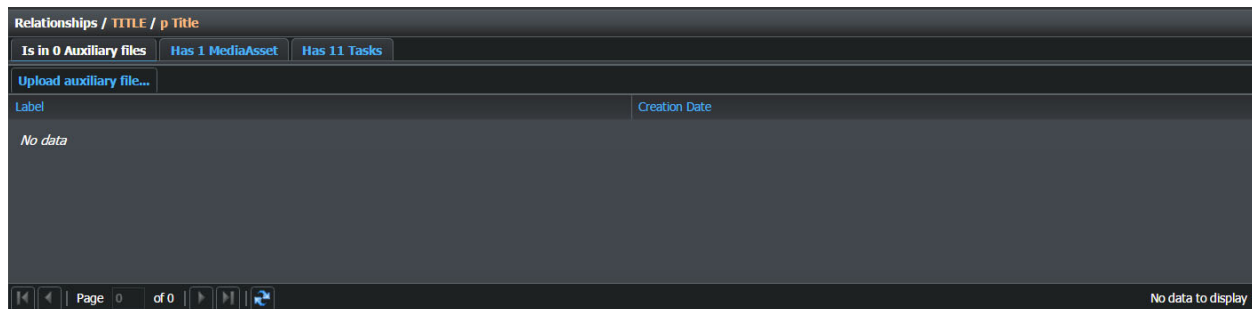 Relationships / TITLE / p Title
Is in 0 Auxiliary files Has 1 MediaAsset Has 11 Tasks
Upload auxiliary file...
Label Creation Date
No data
Page 0 of 0 No data to display